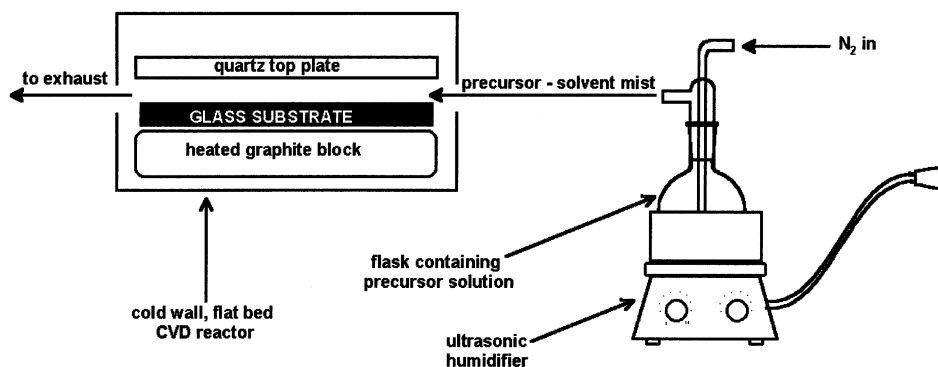 quartz top plate
to exhaust
precursor - solvent mist
N₂ in
GLASS SUBSTRATE
heated graphite block
flask containing
precursor solution
cold wall, flat bed
CVD reactor
ultrasonic
humidifier